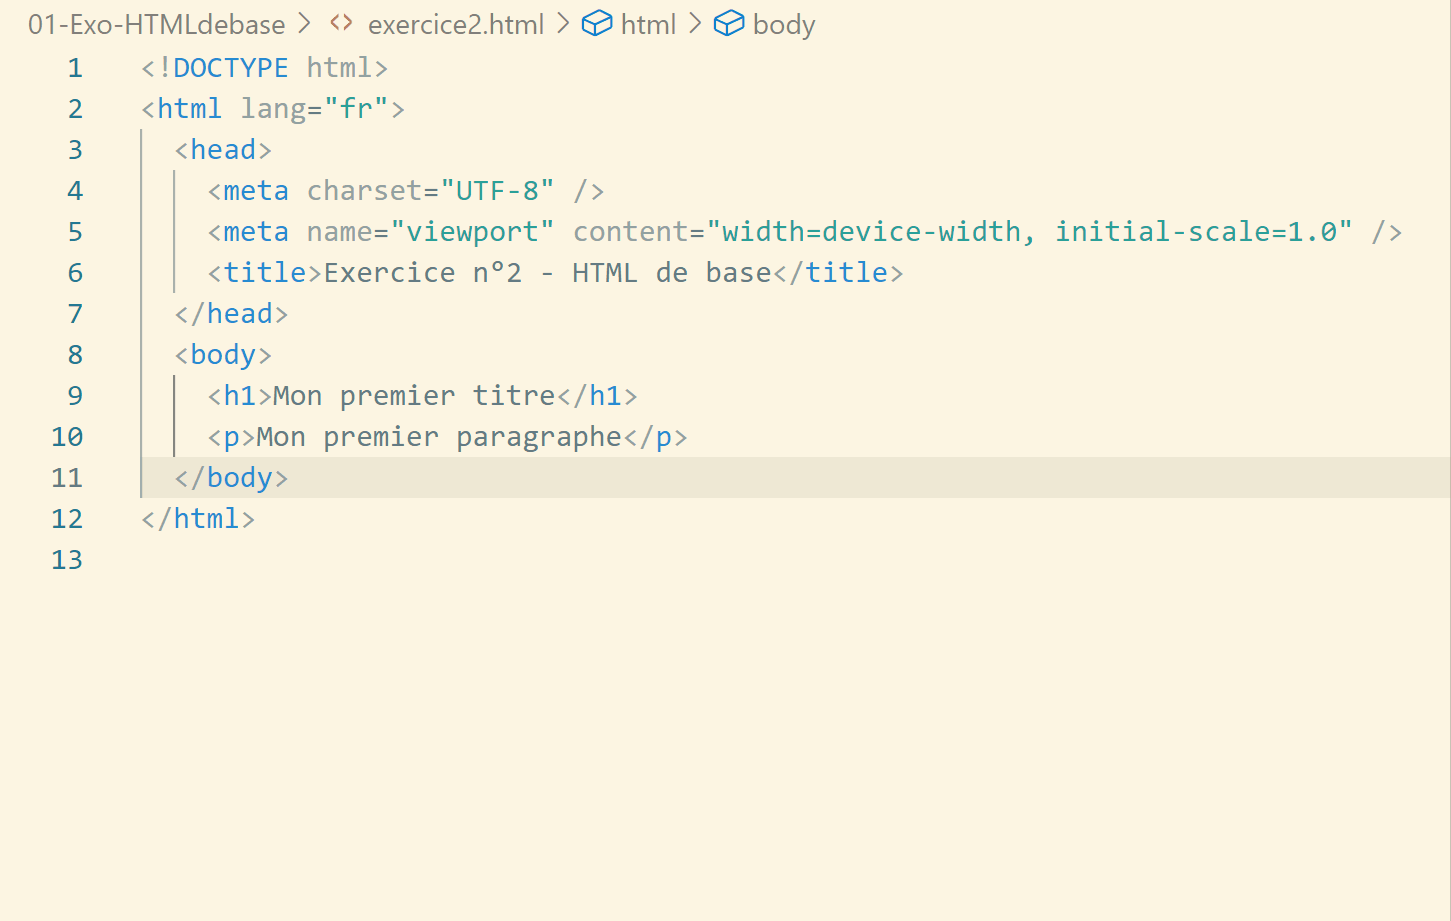 01-Exo-HTMLdebase > <> exercice2.html > html > body
1 <!DOCTYPE html>
2 <html lang="fr">
3 <head>
4 <meta charset="UTF-8" />
5 <meta name="viewport" content="width=device-width, initial-scale=1.0" />
6 <title>Exercice n°2 - HTML de base</title>
7 </head>
8 <body>
9 <h1>Mon premier titre</h1>
10 <p>Mon premier paragraphe</p>
11 </body>
12 </html>
13